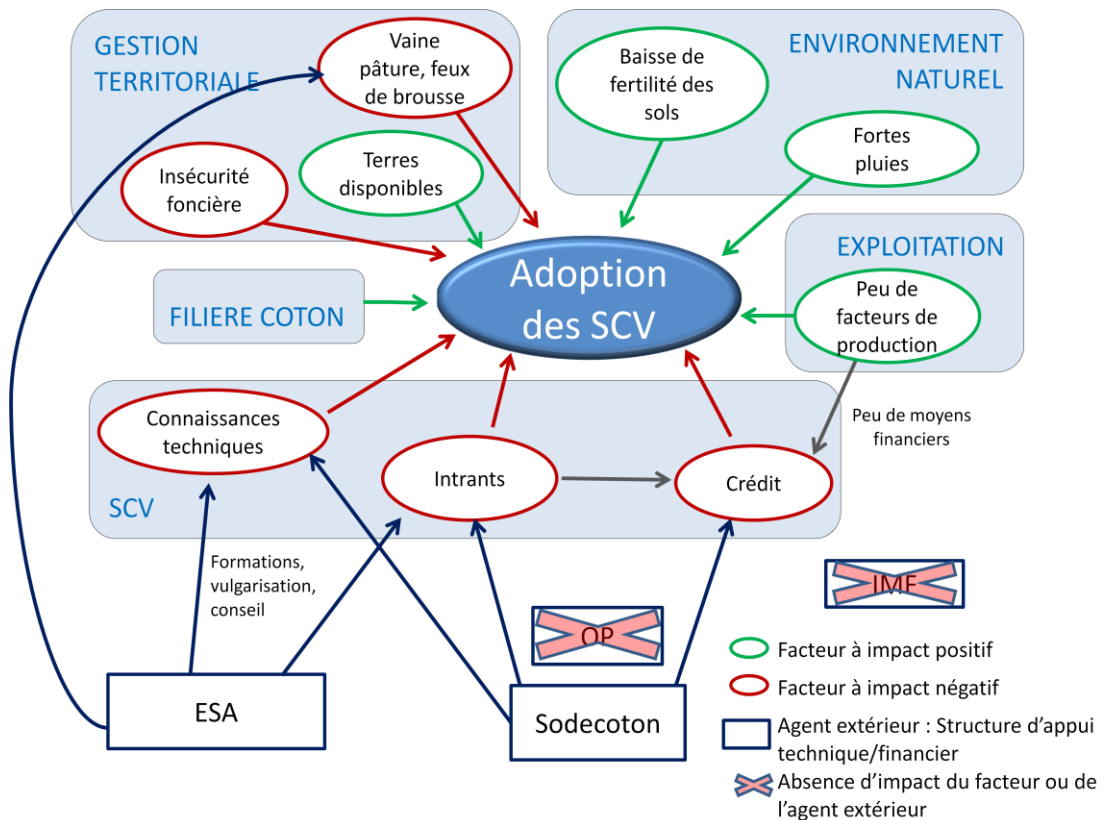 GESTION
TERRITORIALE
Vaine
pâture, feux
de brousse
Insécurité
foncière
Terres
disponibles
Baisse de
fertilité des
sols
ENVIRONNEMENT
NATUREL
Fortes
pluies
FILIERE COTON
Adoption
des SCV
EXPLOITATION
Peu de
facteurs de
production
Connaissances
techniques
Intrants
Crédit
Peu de moyens
financiers
SCV
Formations,
vulgarisation,
conseil
IMF
OP
ESA
Sodecoton
Facteur à impact positif
Facteur à impact négatif
Agent extérieur : Structure d'appui
technique/financier
Absence d'impact du facteur ou de
l'agent extérieur